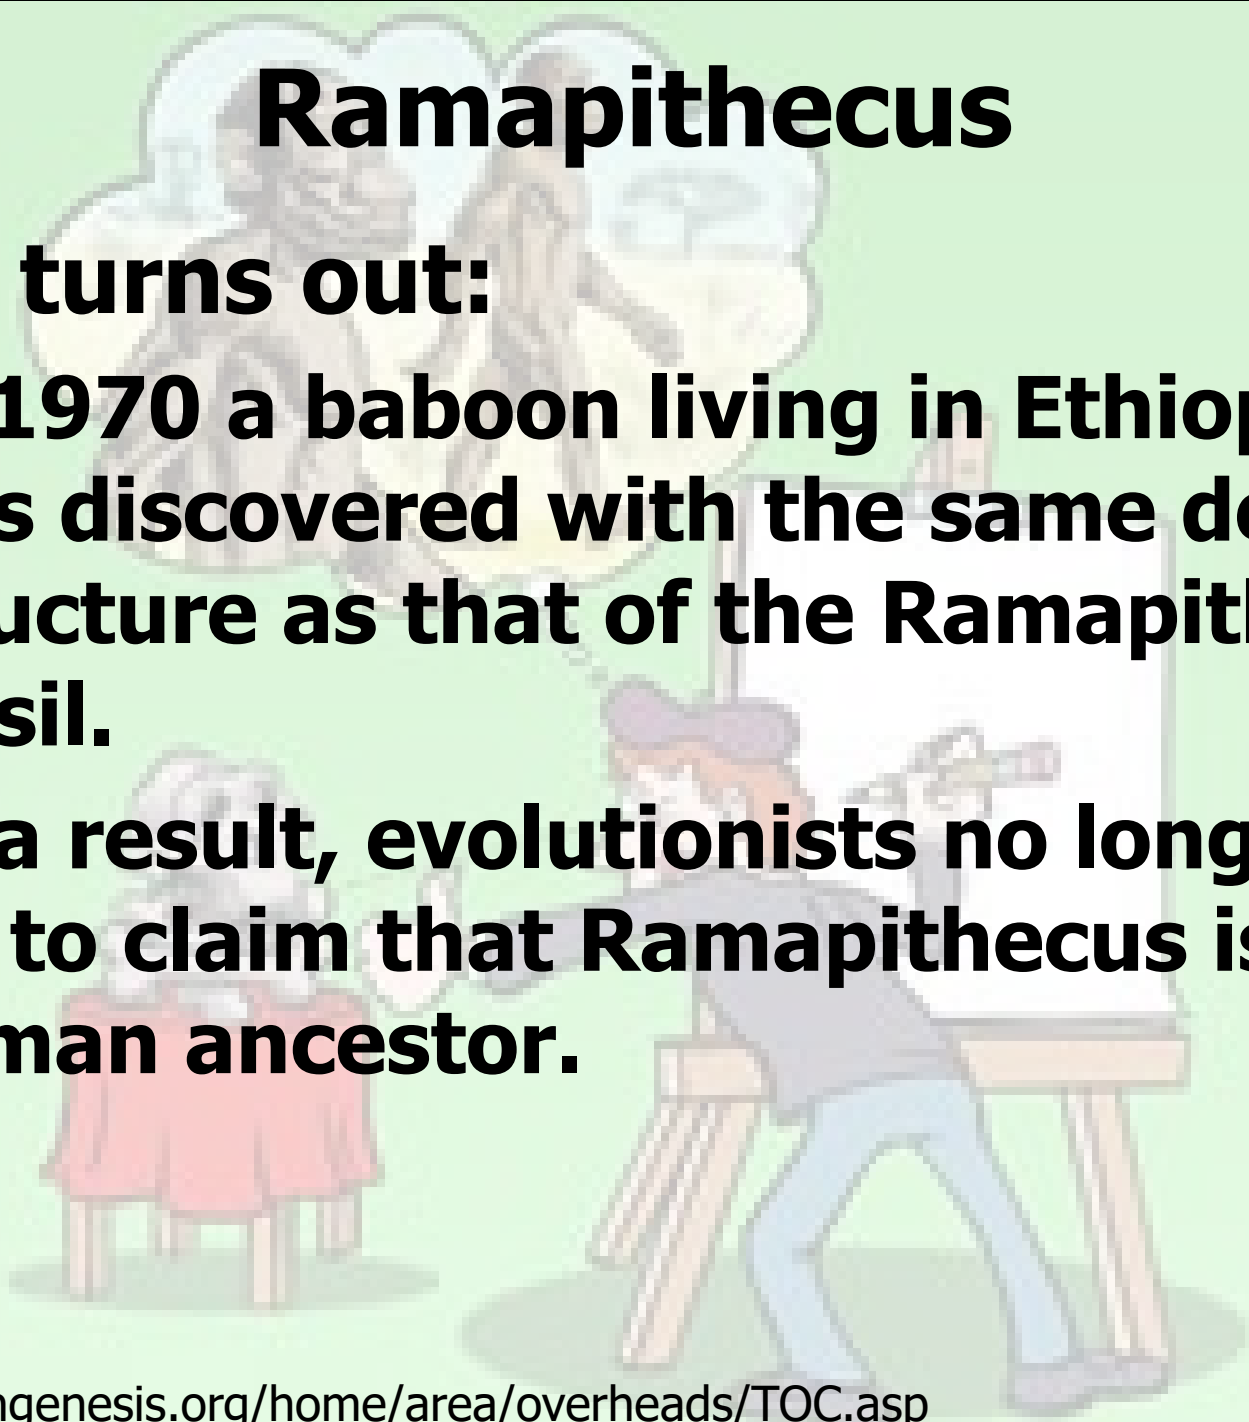 Ramapithecus
turns out:
1970 a baboon living in Ethiop
s discovered with the same de
ucture as that of the Ramapith
sil.
a result, evolutionists no long
to claim that Ramapithecus is
man ancestor.
ngenesis.org/home/area/overheads/TOC.asp